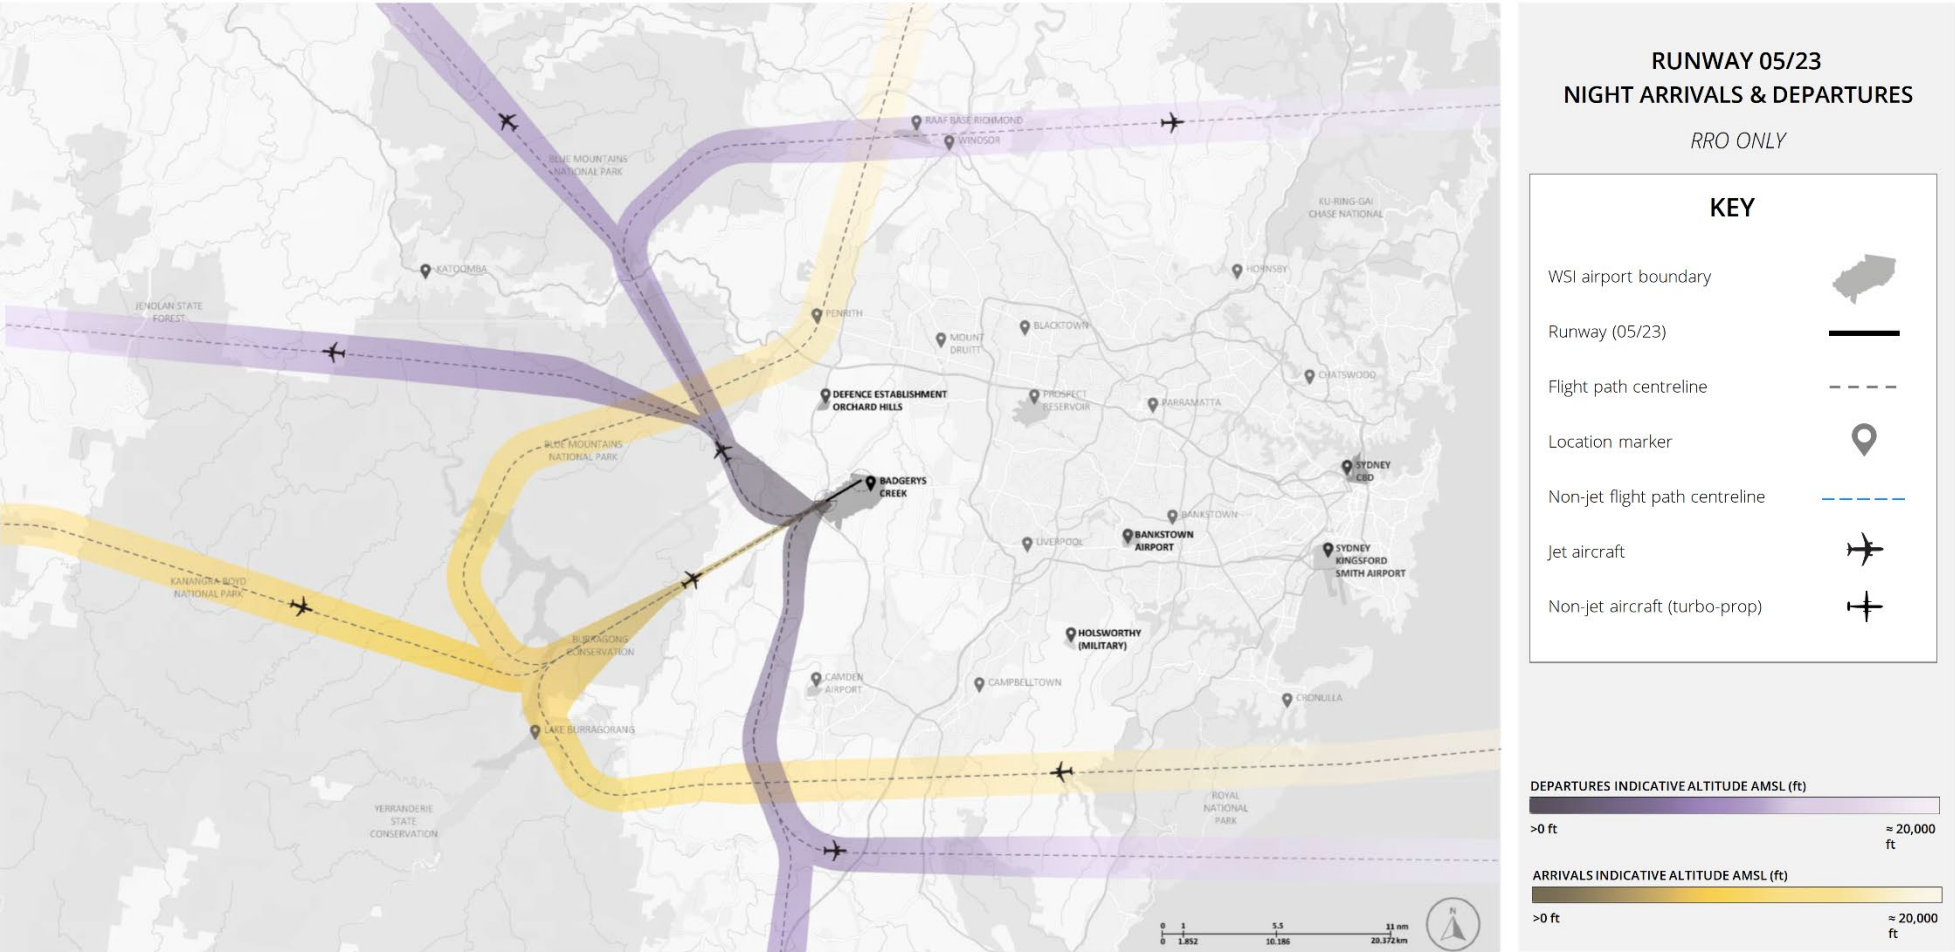 RUNWAY 05/23
NIGHT ARRIVALS & DEPARTURES
RRO ONLY
KEY
WSI airport boundary
Runway (05/23)
Flight path centreline
Location marker
Non-jet flight path centreline
Jet aircraft
Non-jet aircraft (turbo-prop)
DEPARTURES INDICATIVE ALTITUDE AMSL (ft)
>0 ft
≈ 20,000
ft
ARRIVALS INDICATIVE ALTITUDE AMSL (ft)
>0 ft
≈ 20,000
ft
RAAF BASE RICHMOND
WINDSOR
BLUE MOUNTAINS
NATIONAL PARK
KU-RING-GAI
CHASE NATIONAL
KATOOMBA
HORNSBY
JENOLAN STATE
FOREST
PENRITH
BLACKTOWN
MOUNT
DRUITT
CHATSWOOD
DEFENCE ESTABLISHMENT
ORCHARD HILLS
PROSPECT
RESERVOIR
PARRAMATTA
BLUE MOUNTAINS
NATIONAL PARK
SYDNEY
CBD
BADGERYS
CREEK
BANKSTOWN
BANKSTOWN
AIRPORT
LIVERPOOL
SYDNEY
KINGSFORD
SMITH AIRPORT
KANANGRA-BOYD
NATIONAL PARK
BURRAGONG
CONSERVATION
HOLSWORTHY
(MILITARY)
CAMDEN
AIRPORT
CAMPBELLTOWN
CRONULLA
LAKE BURRAGORANG
YERRANDERIE
STATE
CONSERVATION
ROYAL
NATIONAL
PARK
N
0 1 5.5 11 nm
0 1.852 10.186 20.372km